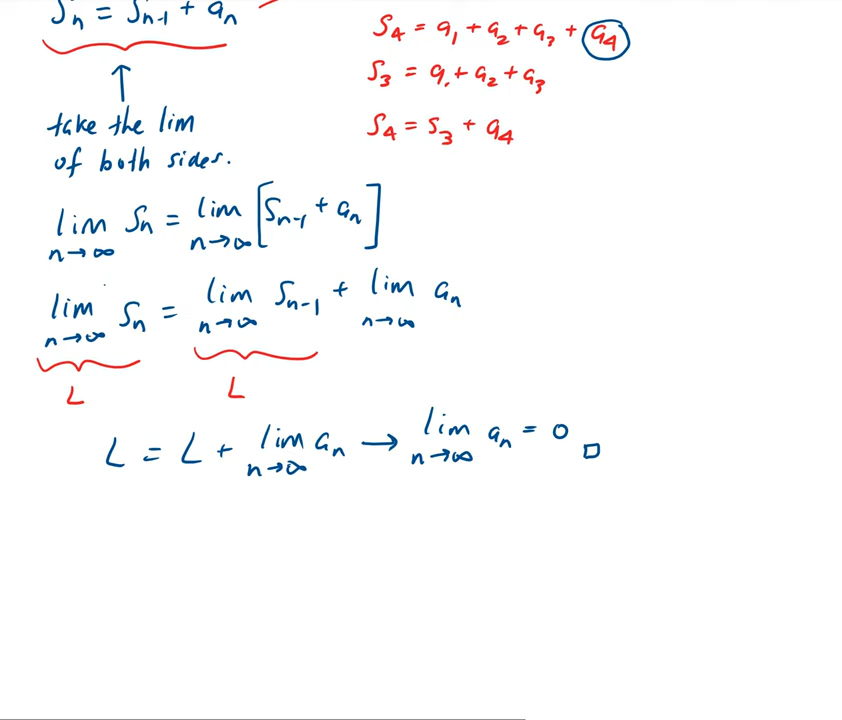 Sₙ = Sₙ₋₁ + aₙ
S₄ = a₁ + a₂ + a₃ + a₄
S₃ = a₁ + a₂ + a₃
S₄ = S₃ + a₄
take the lim
of both sides.
lim n→∞ Sₙ = lim n→∞ [Sₙ₋₁ + aₙ]
lim n→∞ Sₙ = lim n→∞ Sₙ₋₁ + lim n→∞ aₙ
L L
L = L + lim n→∞ aₙ → lim n→∞ aₙ = 0 □